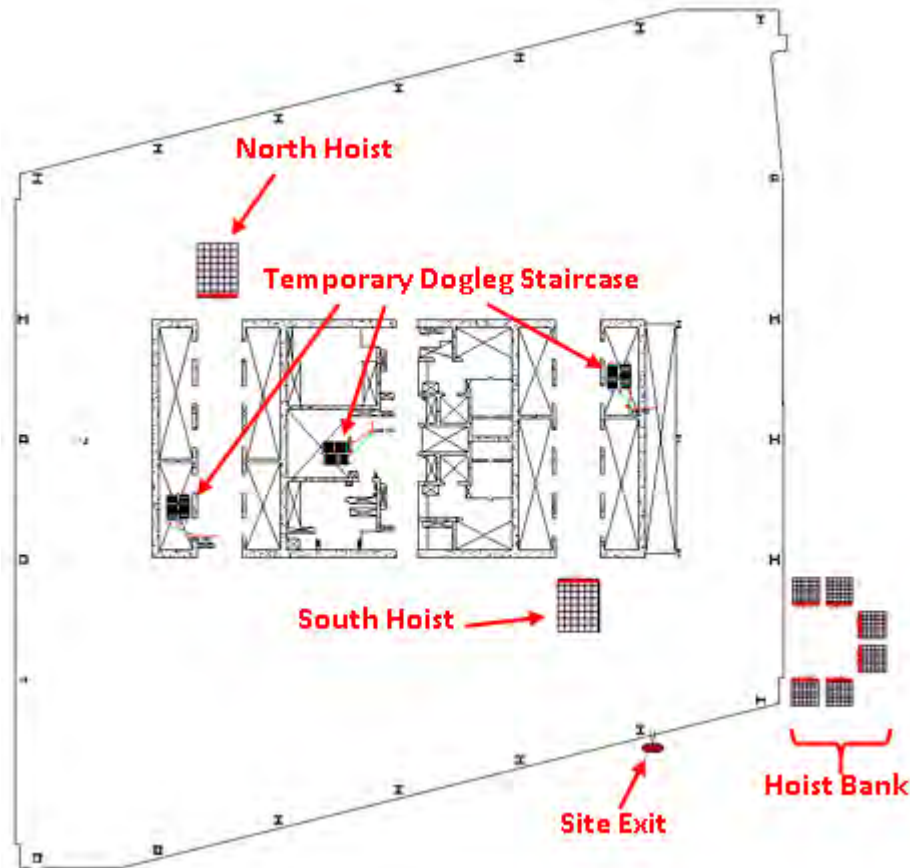 North Hoist
Temporary Dogleg Staircase
South Hoist
Hoist Bank
Site Exit